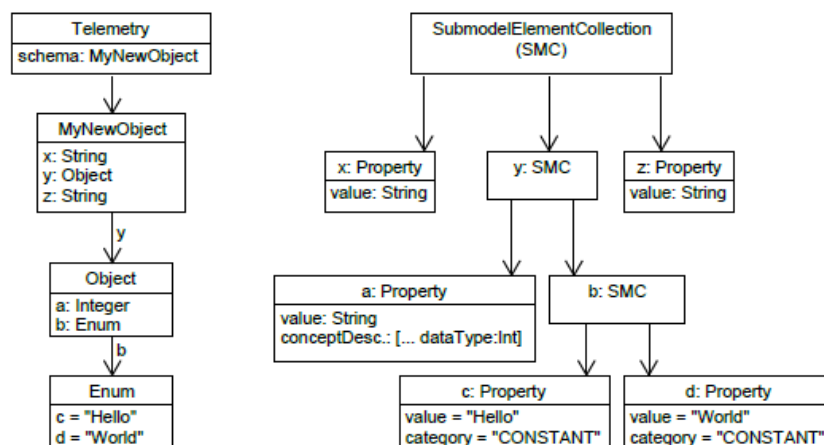 Telemetry
schema: MyNewObject
MyNewObject
x: String
y: Object
z: String
y
Object
a: Integer
b: Enum
b
Enum
c = "Hello"
d = "World"
SubmodelElementCollection
(SMC)
x: Property
value: String
y: SMC
z: Property
value: String
a: Property
value: String
conceptDesc.: [... dataType:Int]
b: SMC
c: Property
value = "Hello"
category = "CONSTANT"
d: Property
value = "World"
category = "CONSTANT"